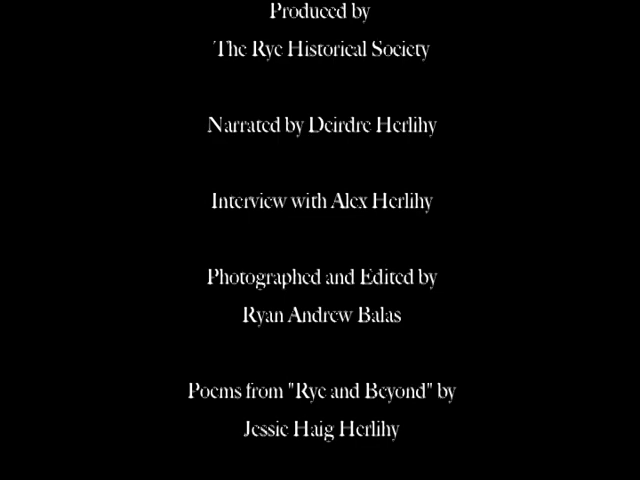 Produced by
The Rye Historical Society
Narrated by Deirdre Herlihy
Interview with Alex Herlihy
Photographed and Edited by
Ryan Andrew Balas
Poems from "Rye and Beyond" by
Jessie Haig Herlihy